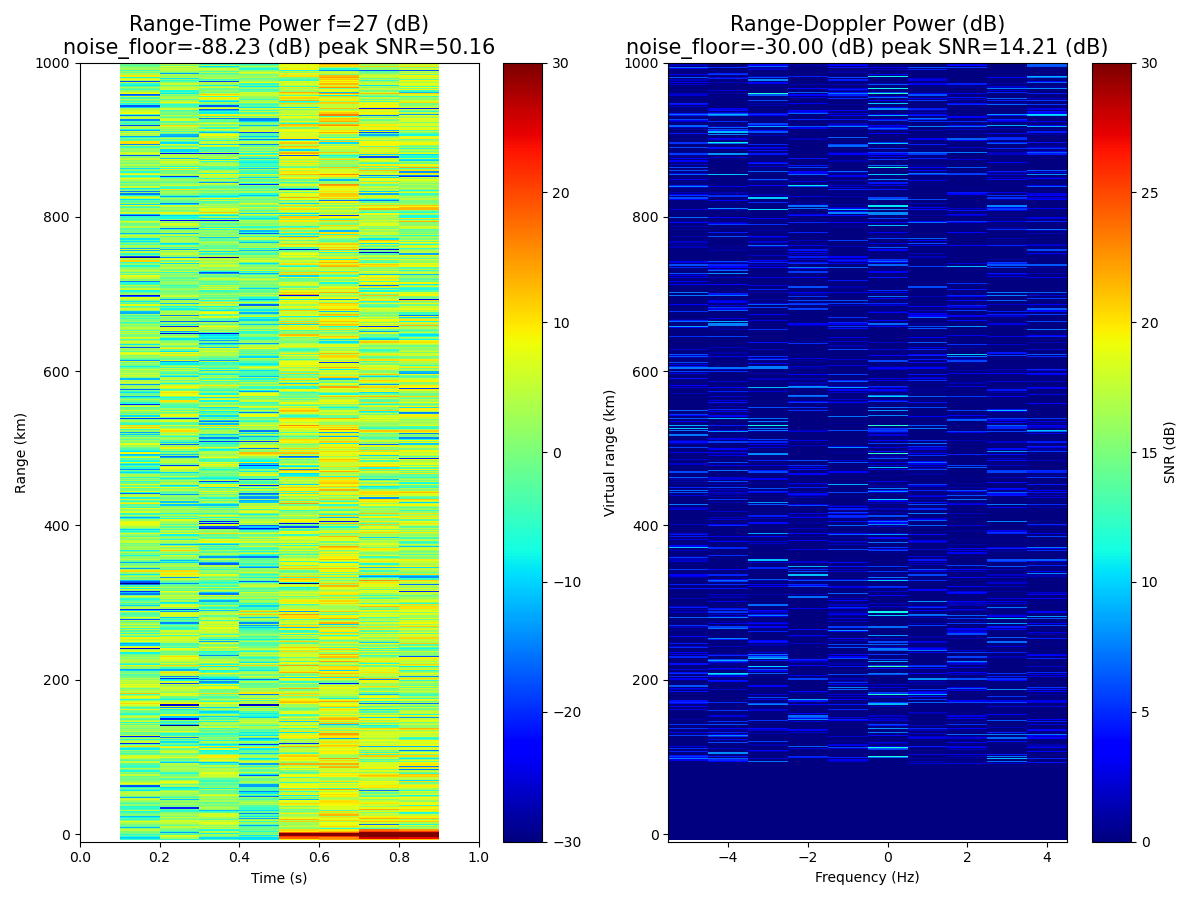 Range-Time Power f=27 (dB)
noise_floor=-88.23 (dB) peak SNR=50.16
1000
800
600
400
200
0
Range (km)
0.0 0.2 0.4 0.6 0.8 1.0
Time (s)
30
20
10
0
−10
−20
−30
Range-Doppler Power (dB)
noise_floor=-30.00 (dB) peak SNR=14.21 (dB)
1000
800
600
400
200
0
Virtual range (km)
−4 −2 0 2 4
Frequency (Hz)
30
25
20
15
10
5
0
SNR (dB)